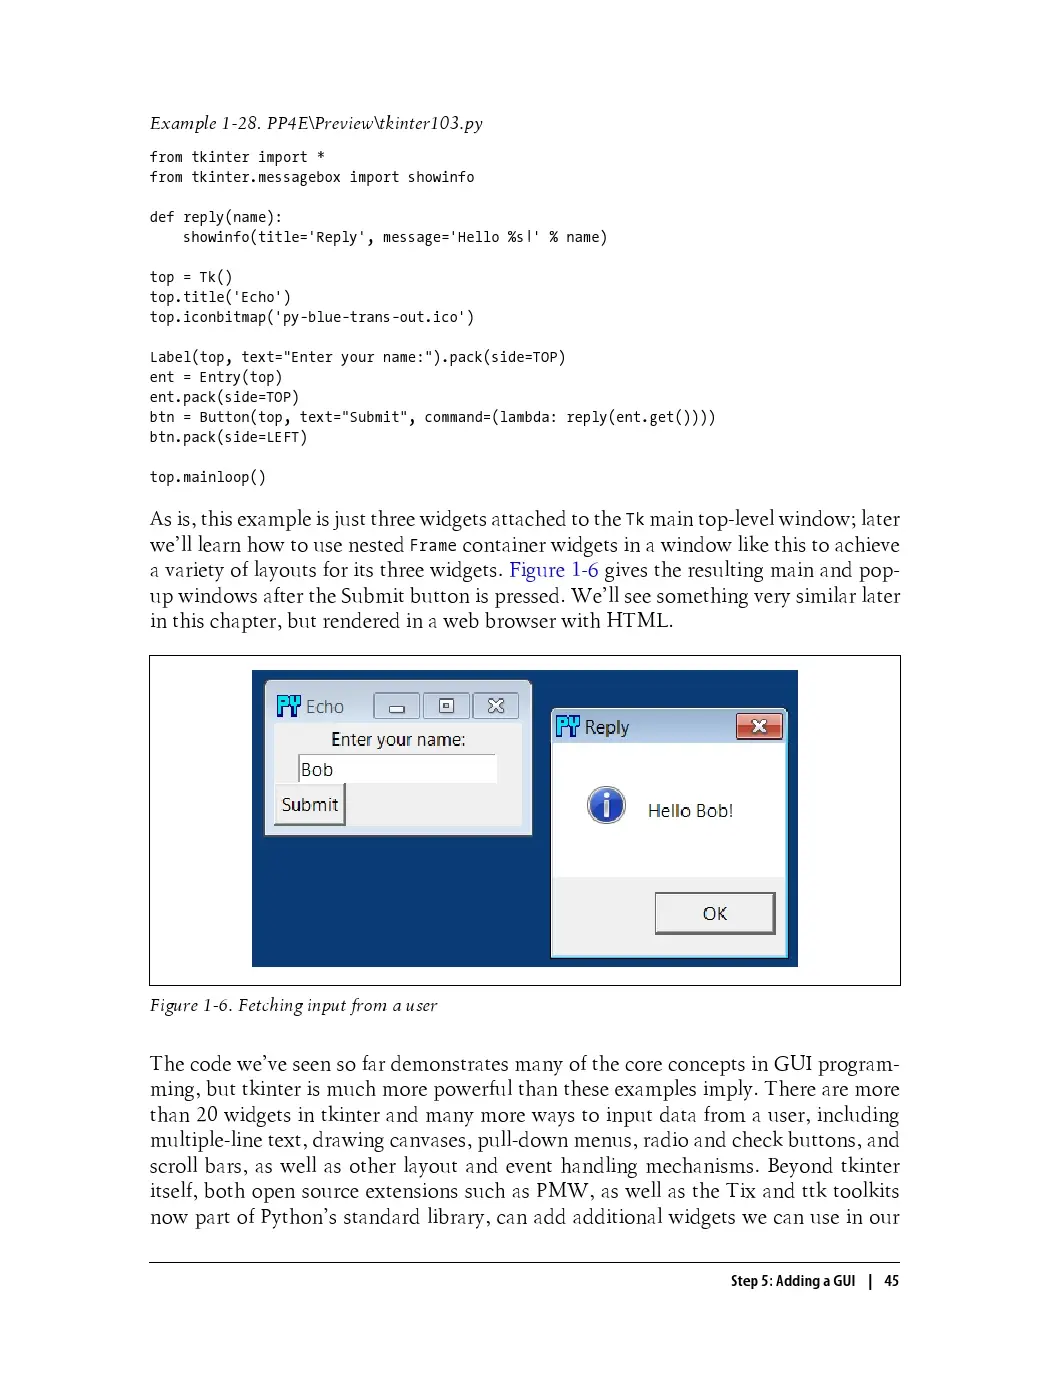 Example 1-28. PP4E\Preview\tkinter103.py
from tkinter import *
from tkinter.messagebox import showinfo
def reply(name):
    showinfo(title='Reply', message='Hello %s!' % name)
top = Tk()
top.title('Echo')
top.iconbitmap('py-blue-trans-out.ico')
Label(top, text="Enter your name:").pack(side=TOP)
ent = Entry(top)
ent.pack(side=TOP)
btn = Button(top, text="Submit", command=(lambda: reply(ent.get())))
btn.pack(side=LEFT)
top.mainloop()
As is, this example is just three widgets attached to the Tk main top-level window; later
we’ll learn how to use nested Frame container widgets in a window like this to achieve
a variety of layouts for its three widgets. Figure 1-6 gives the resulting main and pop-
up windows after the Submit button is pressed. We’ll see something very similar later
in this chapter, but rendered in a web browser with HTML.
PY Echo
Enter your name:
Bob
Submit
PY Reply
Hello Bob!
OK
Figure 1-6. Fetching input from a user
The code we’ve seen so far demonstrates many of the core concepts in GUI program-
ming, but tkinter is much more powerful than these examples imply. There are more
than 20 widgets in tkinter and many more ways to input data from a user, including
multiple-line text, drawing canvases, pull-down menus, radio and check buttons, and
scroll bars, as well as other layout and event handling mechanisms. Beyond tkinter
itself, both open source extensions such as PMW, as well as the Tix and ttk toolkits
now part of Python’s standard library, can add additional widgets we can use in our
Step 5: Adding a GUI | 45